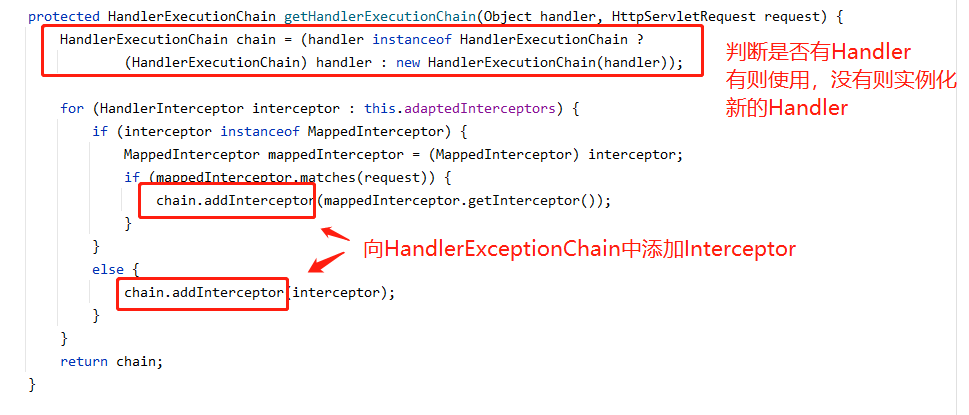 protected HandlerExecutionChain getHandlerExecutionChain(Object handler, HttpServletRequest request) {
HandlerExecutionChain chain = (handler instanceof HandlerExecutionChain ?
(HandlerExecutionChain) handler : new HandlerExecutionChain(handler));
判断是否有Handler
有则使用，没有则实例化
新的Handler
for (HandlerInterceptor interceptor : this.adaptedInterceptors) {
if (interceptor instanceof MappedInterceptor) {
MappedInterceptor mappedInterceptor = (MappedInterceptor) interceptor;
if (mappedInterceptor.matches(request)) {
chain.addInterceptor(mappedInterceptor.getInterceptor());
}
}
向HandlerExceptionChain中添加Interceptor
else {
chain.addInterceptor(interceptor);
}
}
return chain;
}